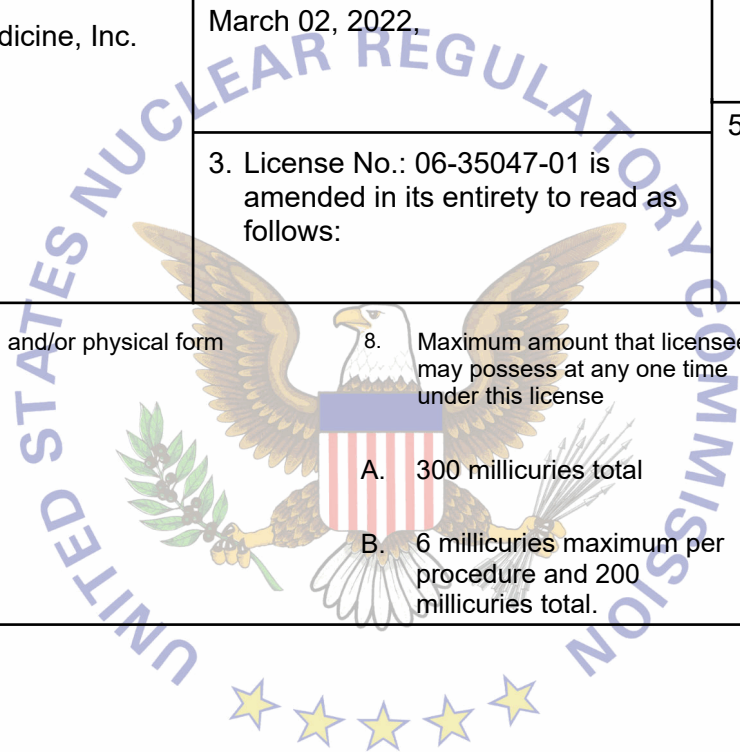 dicine, Inc.
March 02, 2022,
5
3. License No.: 06-35047-01 is
amended in its entirety to read as
follows:
and/or physical form
8. Maximum amount that licensee
may possess at any one time
under this license
A. 300 millicuries total
B. 6 millicuries maximum per
procedure and 200
millicuries total.
UNITED STATES NUCLEAR REGULATORY COMMISSION